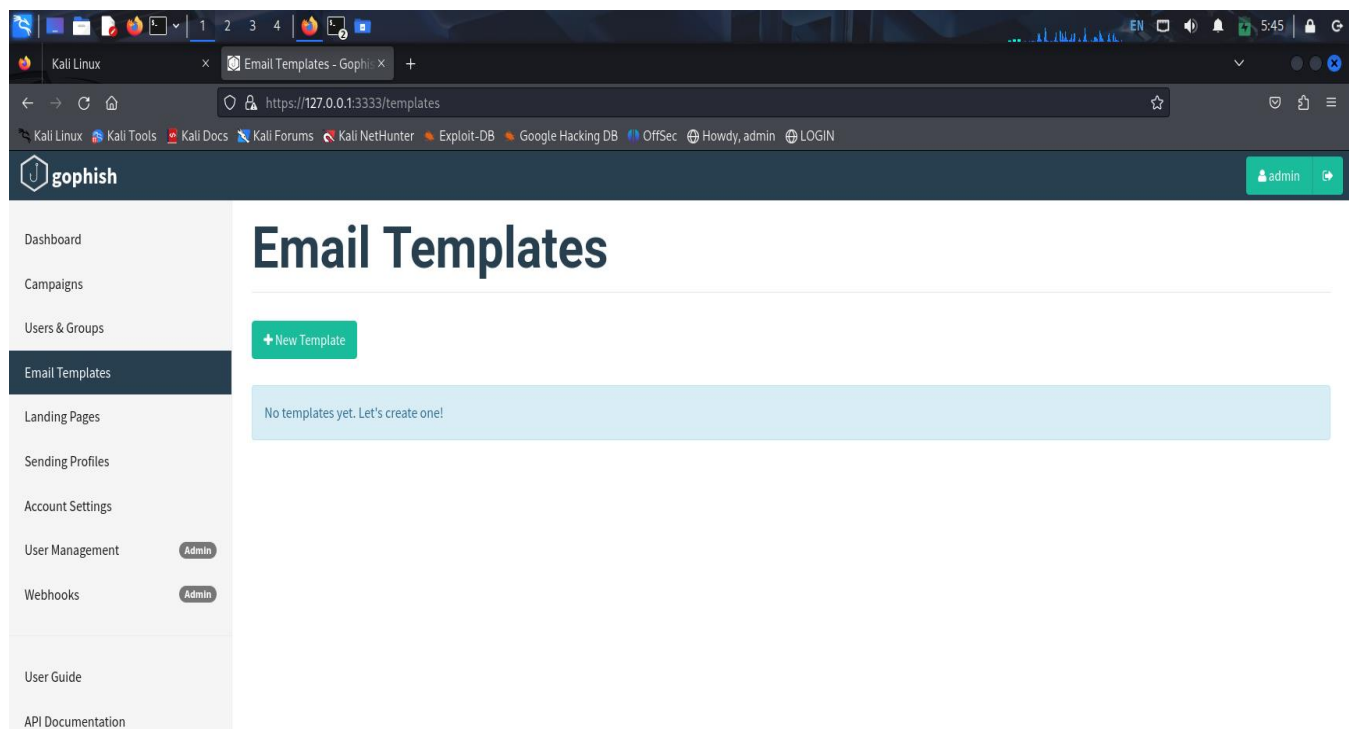 1 2 3 4 2 EN 5:45
Kali Linux Email Templates - Gophis
https://127.0.0.1:3333/templates
Kali Linux Kali Tools Kali Docs Kali Forums Kali NetHunter Exploit-DB Google Hacking DB OffSec Howdy, admin LOGIN
gophish admin
Dashboard
Email Templates
Campaigns
Users & Groups
New Template
Email Templates
No templates yet. Let's create one!
Landing Pages
Sending Profiles
Account Settings
User Management Admin
Webhooks Admin
User Guide
API Documentation